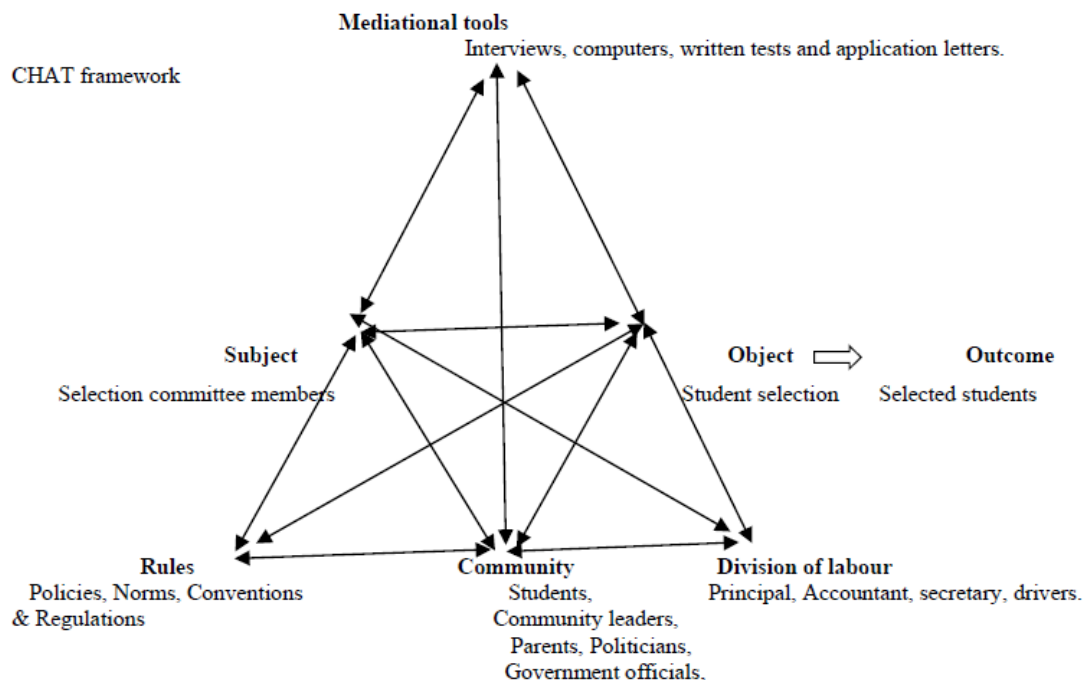 Mediational tools
Interviews, computers, written tests and application letters.
CHAT framework
Subject Object Outcome
Selection committee members Student selection Selected students
Rules Community Division of labour
Policies, Norms, Conventions Students, Principal, Accountant, secretary, drivers.
& Regulations Community leaders,
Parents, Politicians,
Government officials,